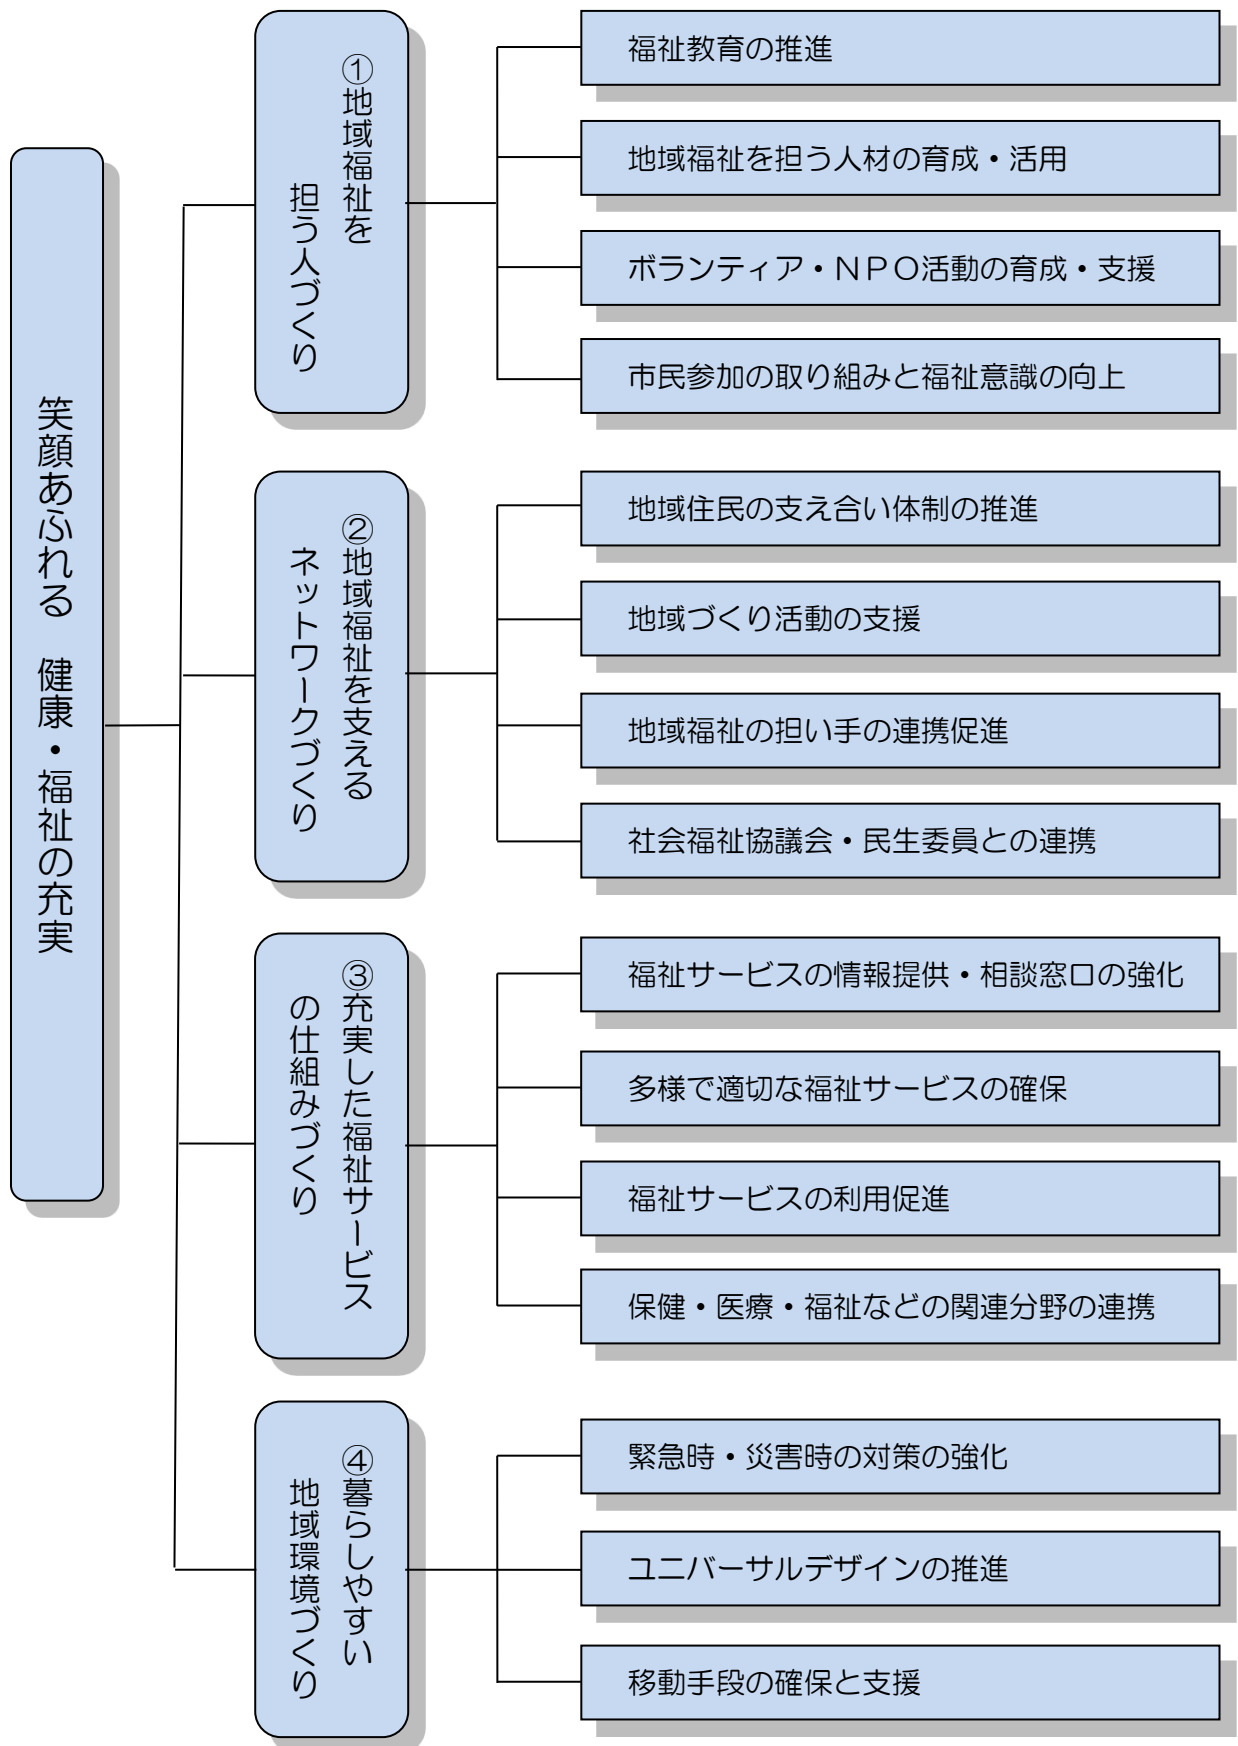 笑顔あふれる　健康・福祉の充実
①地域福祉を
担う人づくり
福祉教育の推進
地域福祉を担う人材の育成・活用
ボランティア・ＮＰＯ活動の育成・支援
市民参加の取り組みと福祉意識の向上
②地域福祉を支える
ネットワークづくり
地域住民の支え合い体制の推進
地域づくり活動の支援
地域福祉の担い手の連携促進
社会福祉協議会・民生委員との連携
③充実した福祉サービス
の仕組みづくり
福祉サービスの情報提供・相談窓口の強化
多様で適切な福祉サービスの確保
福祉サービスの利用促進
保健・医療・福祉などの関連分野の連携
④暮らしやすい
地域環境づくり
緊急時・災害時の対策の強化
ユニバーサルデザインの推進
移動手段の確保と支援